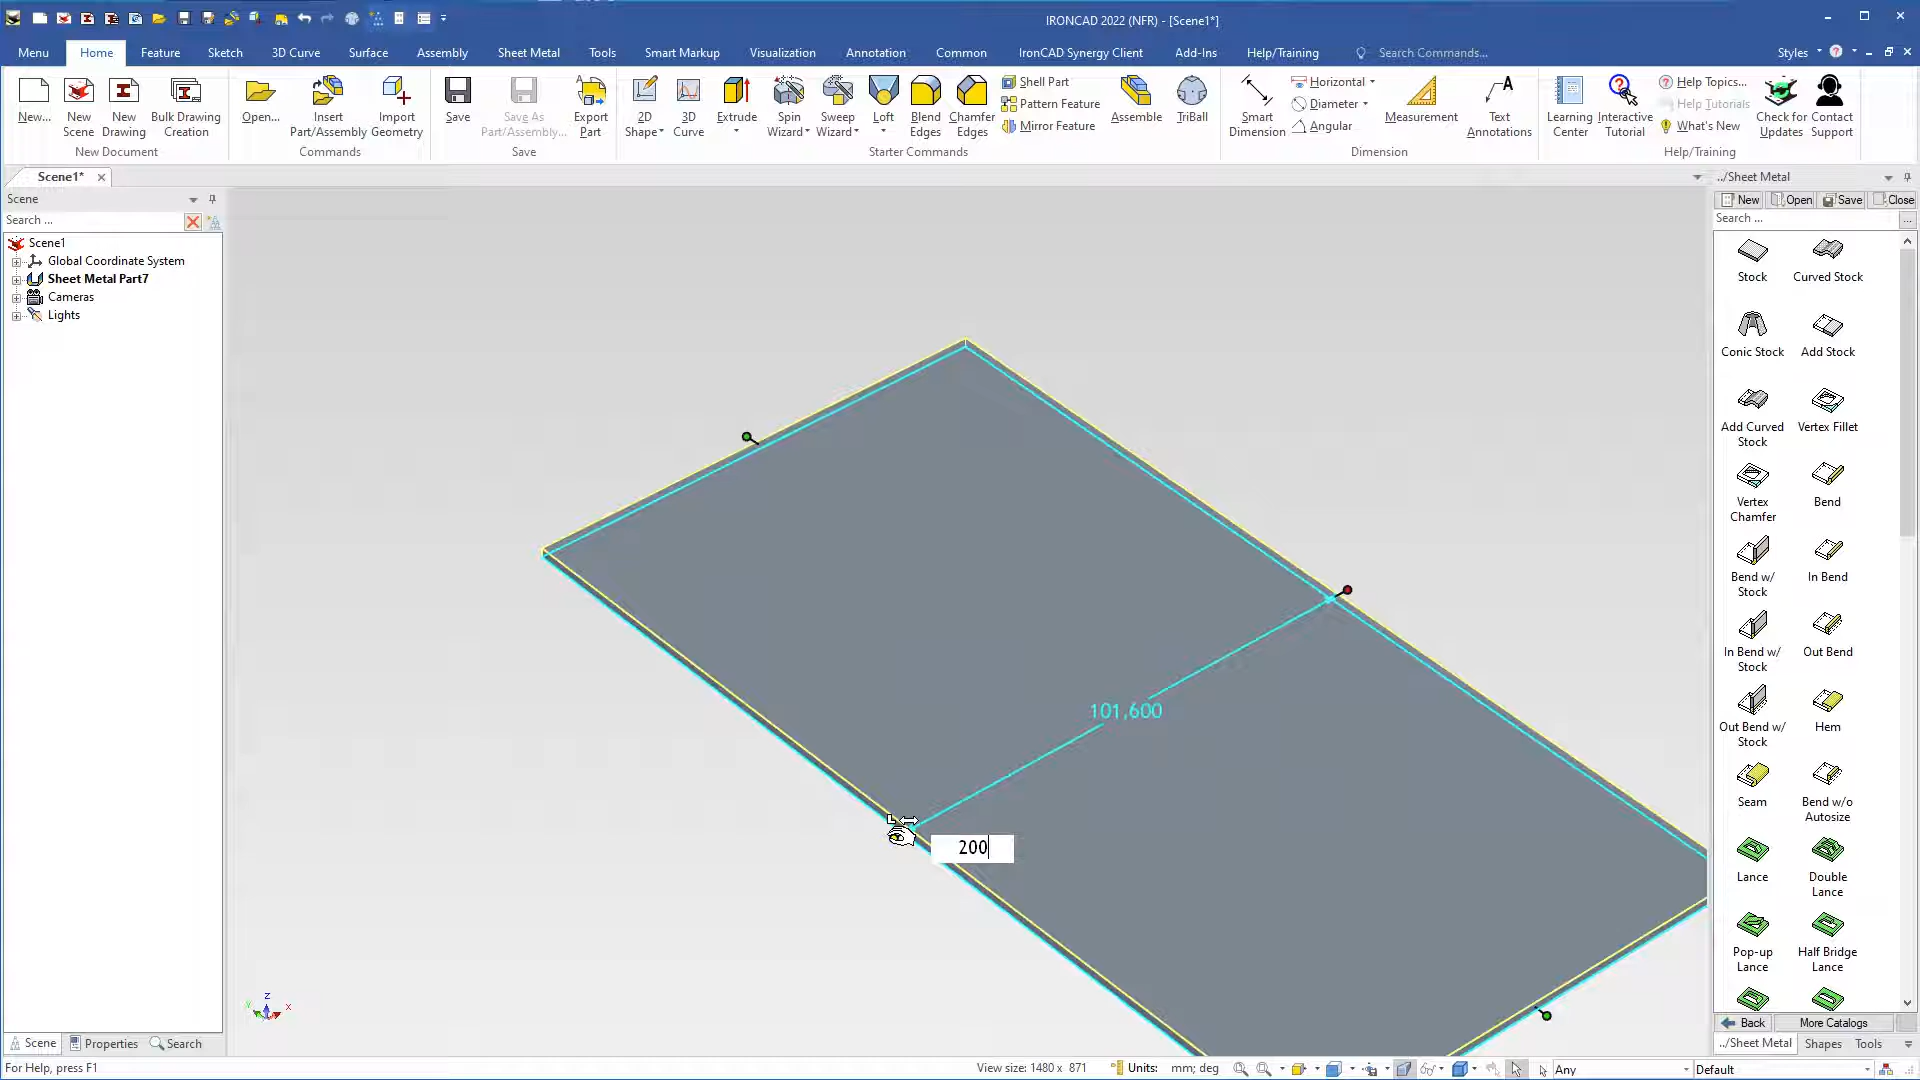 IRONCAD 2022 (NFR) - [Scene1*]
Menu Home Feature Sketch 3D Curve Surface Assembly Sheet Metal Tools Smart Markup Visualization Annotation Common IronCAD Synergy Client Add-Ins Help/Training Search Commands... Styles
New...
New Scene
New Drawing
Bulk Drawing Creation
New Document
Open...
Insert Part/Assembly
Import Geometry
Commands
Save
Save As Part/Assembly...
Export Part
Save
2D Shape
3D Curve
Extrude
Spin Wizard
Sweep Wizard
Loft
Blend Edges
Chamfer Edges
Shell Part
Pattern Feature
Mirror Feature
Assembly
TriBall
Starter Commands
Smart Dimension
Horizontal
Diameter
Angular
Measurement
Text Annotations
Dimension
Learning Center
Interactive Tutorial
Help Topics...
Help Tutorials
What's New
Check for Updates
Contact Support
Help/Training
Scene1*
Scene
Search ...
Scene1
Global Coordinate System
Sheet Metal Part7
Cameras
Lights
101,600
200
Z
Y
X
../Sheet Metal
New Open Save Close
Search ...
...
Stock
Curved Stock
Conic Stock
Add Stock
Add Curved Stock
Vertex Fillet
Vertex Chamfer
Bend
Bend w/ Stock
In Bend
In Bend w/ Stock
Out Bend
Out Bend w/ Stock
Hem
Seam
Bend w/o Autosize
Lance
Double Lance
Pop-up Lance
Half Bridge Lance
Back More Catalogs
../Sheet Metal Shapes Tools
Scene Properties Search
For Help, press F1
View size: 1480 x 871
Units: mm; deg
Any
Default